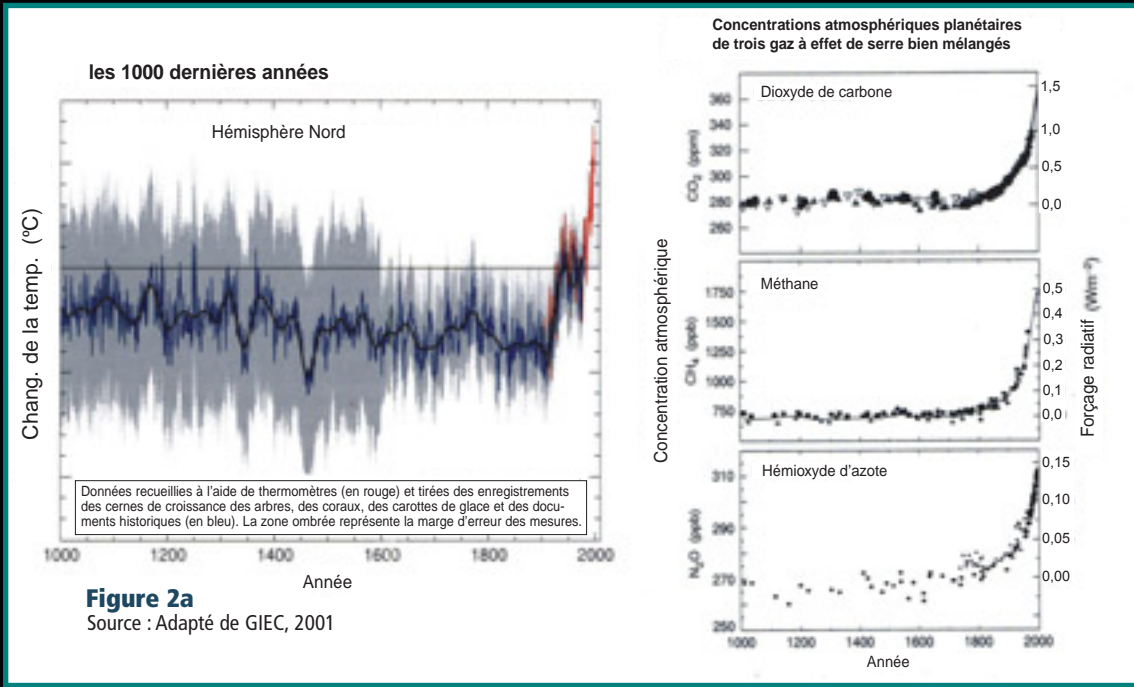 les 1000 dernières années
Hémisphère Nord
Chang. de la temp. (ºC)
Données recueillies à l'aide de thermomètres (en rouge) et tirées des enregistrements
des cernes de croissance des arbres, des coraux, des carottes de glace et des docu-
ments historiques (en bleu). La zone ombrée représente la marge d'erreur des mesures.
1000 1200 1400 1600 1800 2000
Année
Figure 2a
Source : Adapté de GIEC, 2001
Concentrations atmosphériques planétaires
de trois gaz à effet de serre bien mélangés
Concentration atmosphérique
Forçage radiatif (Wm⁻²)
Dioxyde de carbone
CO₂ (ppm)
360
340
320
300
280
260
1,5
1,0
0,5
0,0
Méthane
CH₄ (ppb)
1750
1500
1250
1000
750
0,5
0,4
0,3
0,2
0,1
0,0
Hémioxyde d'azote
N₂O (ppb)
310
290
270
250
0,15
0,10
0,05
0,00
1000 1200 1400 1600 1800 2000
Année